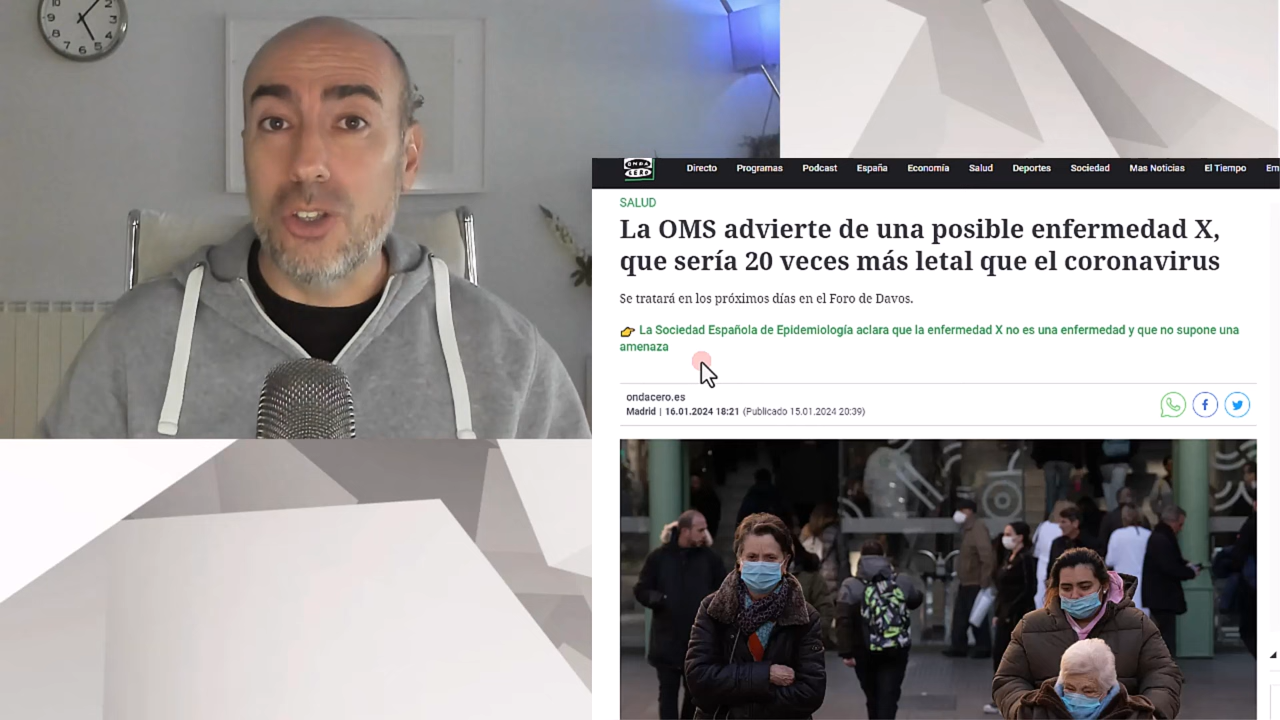 ONDA
CERO
Directo Programas Podcast España Economía Salud Deportes Sociedad Mas Noticias El Tiempo Em
SALUD
La OMS advierte de una posible enfermedad X,
que sería 20 veces más letal que el coronavirus
Se tratará en los próximos días en el Foro de Davos.
👉 La Sociedad Española de Epidemiología aclara que la enfermedad X no es una enfermedad y que no supone una
amenaza
ondacero.es
Madrid | 16.01.2024 18:21 (Publicado 15.01.2024 20:39)